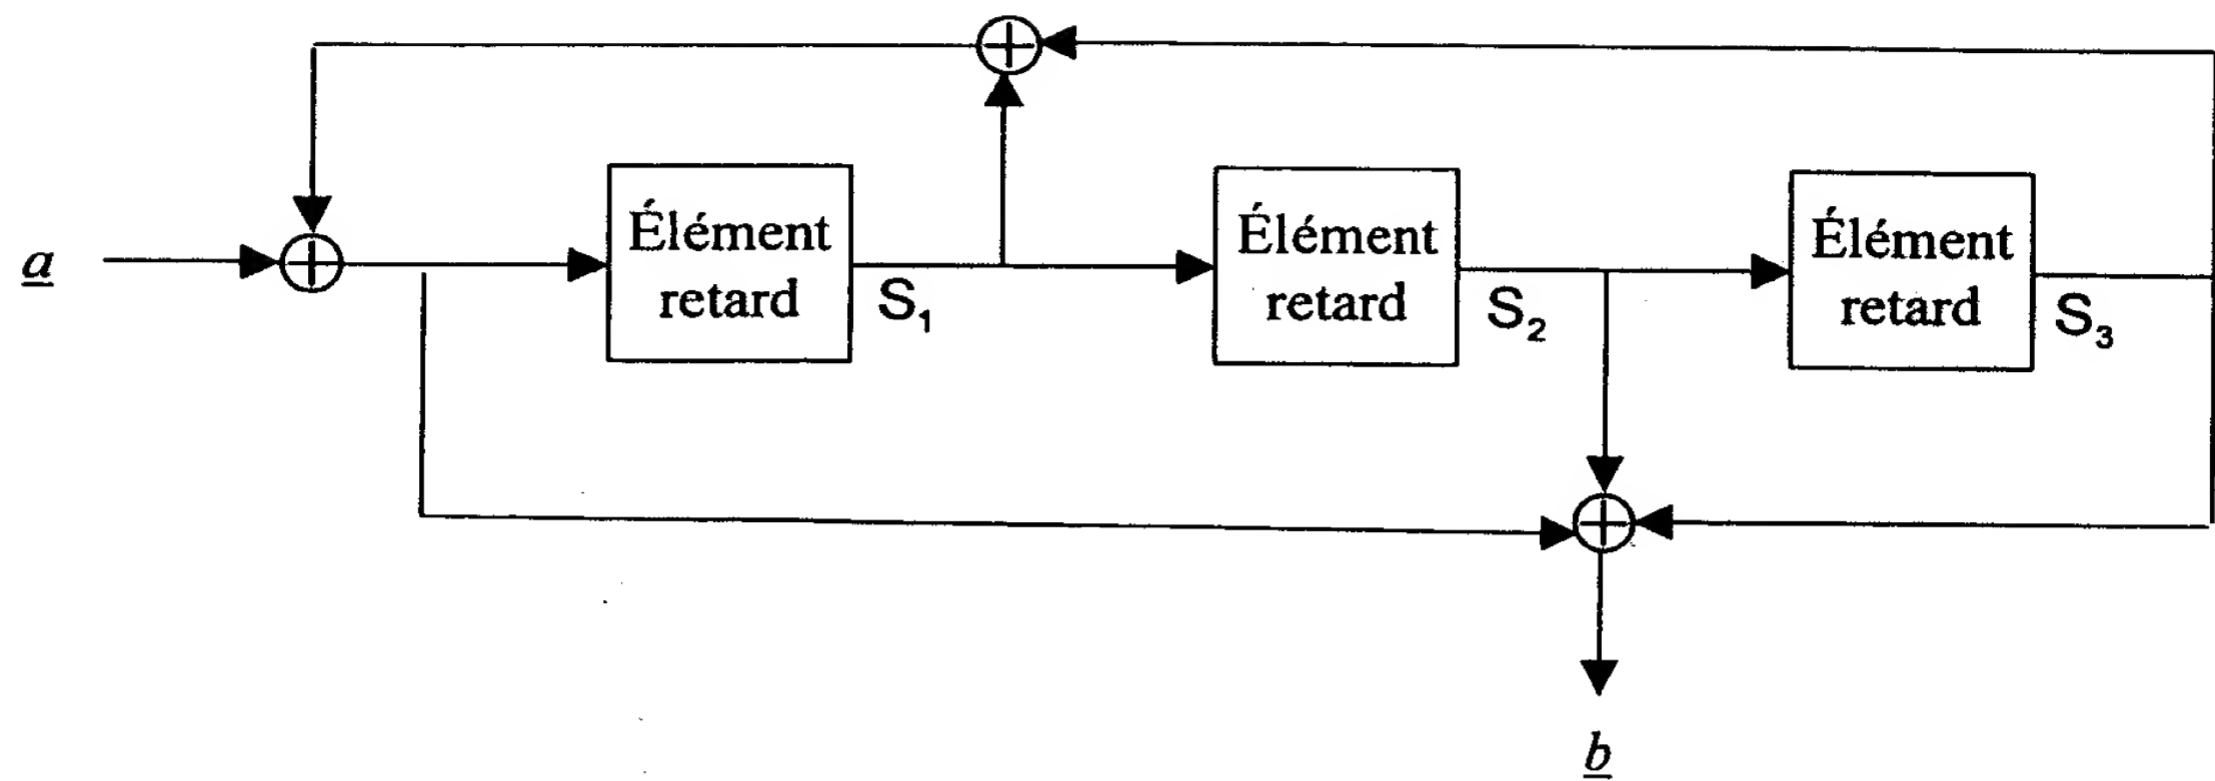 a
Élément
retard
S₁
Élément
retard
S₂
Élément
retard
S₃
b